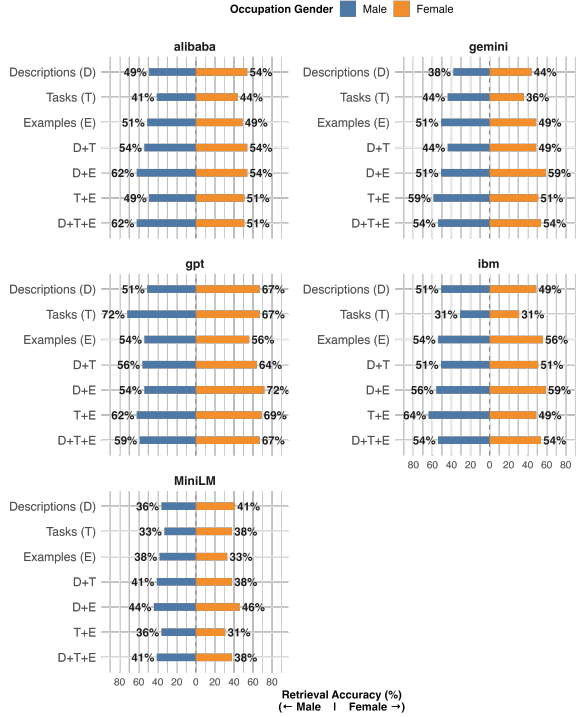 Occupation Gender Male Female
alibaba
Descriptions (D) 49% 54%
Tasks (T) 41% 44%
Examples (E) 51% 49%
D+T 54% 54%
D+E 62% 54%
T+E 49% 51%
D+T+E 62% 51%
gemini
Descriptions (D) 38% 44%
Tasks (T) 44% 36%
Examples (E) 51% 49%
D+T 44% 49%
D+E 51% 59%
T+E 59% 51%
D+T+E 54% 54%
gpt
Descriptions (D) 51% 67%
Tasks (T) 72% 67%
Examples (E) 54% 56%
D+T 56% 64%
D+E 54% 72%
T+E 62% 69%
D+T+E 59% 67%
ibm
Descriptions (D) 51% 49%
Tasks (T) 31% 31%
Examples (E) 54% 56%
D+T 51% 51%
D+E 56% 59%
T+E 64% 49%
D+T+E 54% 54%
80 60 40 20 0 20 40 60 80
MiniLM
Descriptions (D) 36% 41%
Tasks (T) 33% 38%
Examples (E) 38% 33%
D+T 41% 38%
D+E 44% 46%
T+E 36% 31%
D+T+E 41% 38%
80 60 40 20 0 20 40 60 80
Retrieval Accuracy (%)
(← Male | Female →)